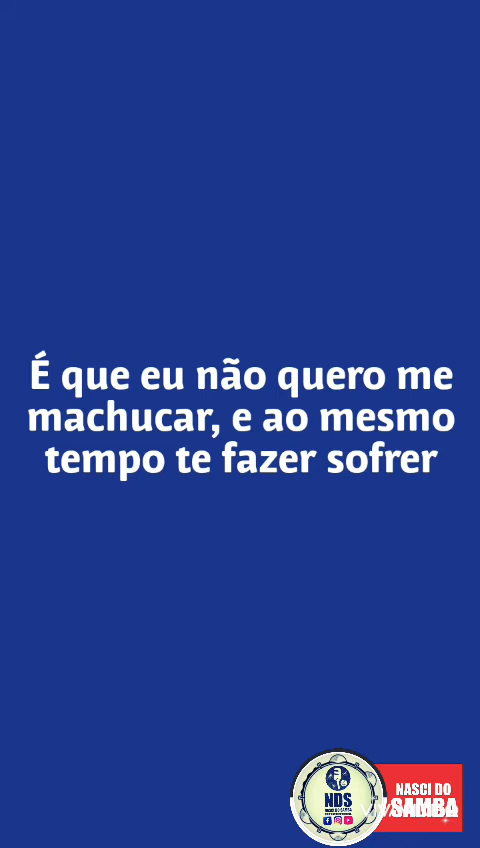 É que eu não quero me
machucar, e ao mesmo
tempo te fazer sofrer
NDS
NASCI DO
SAMBA